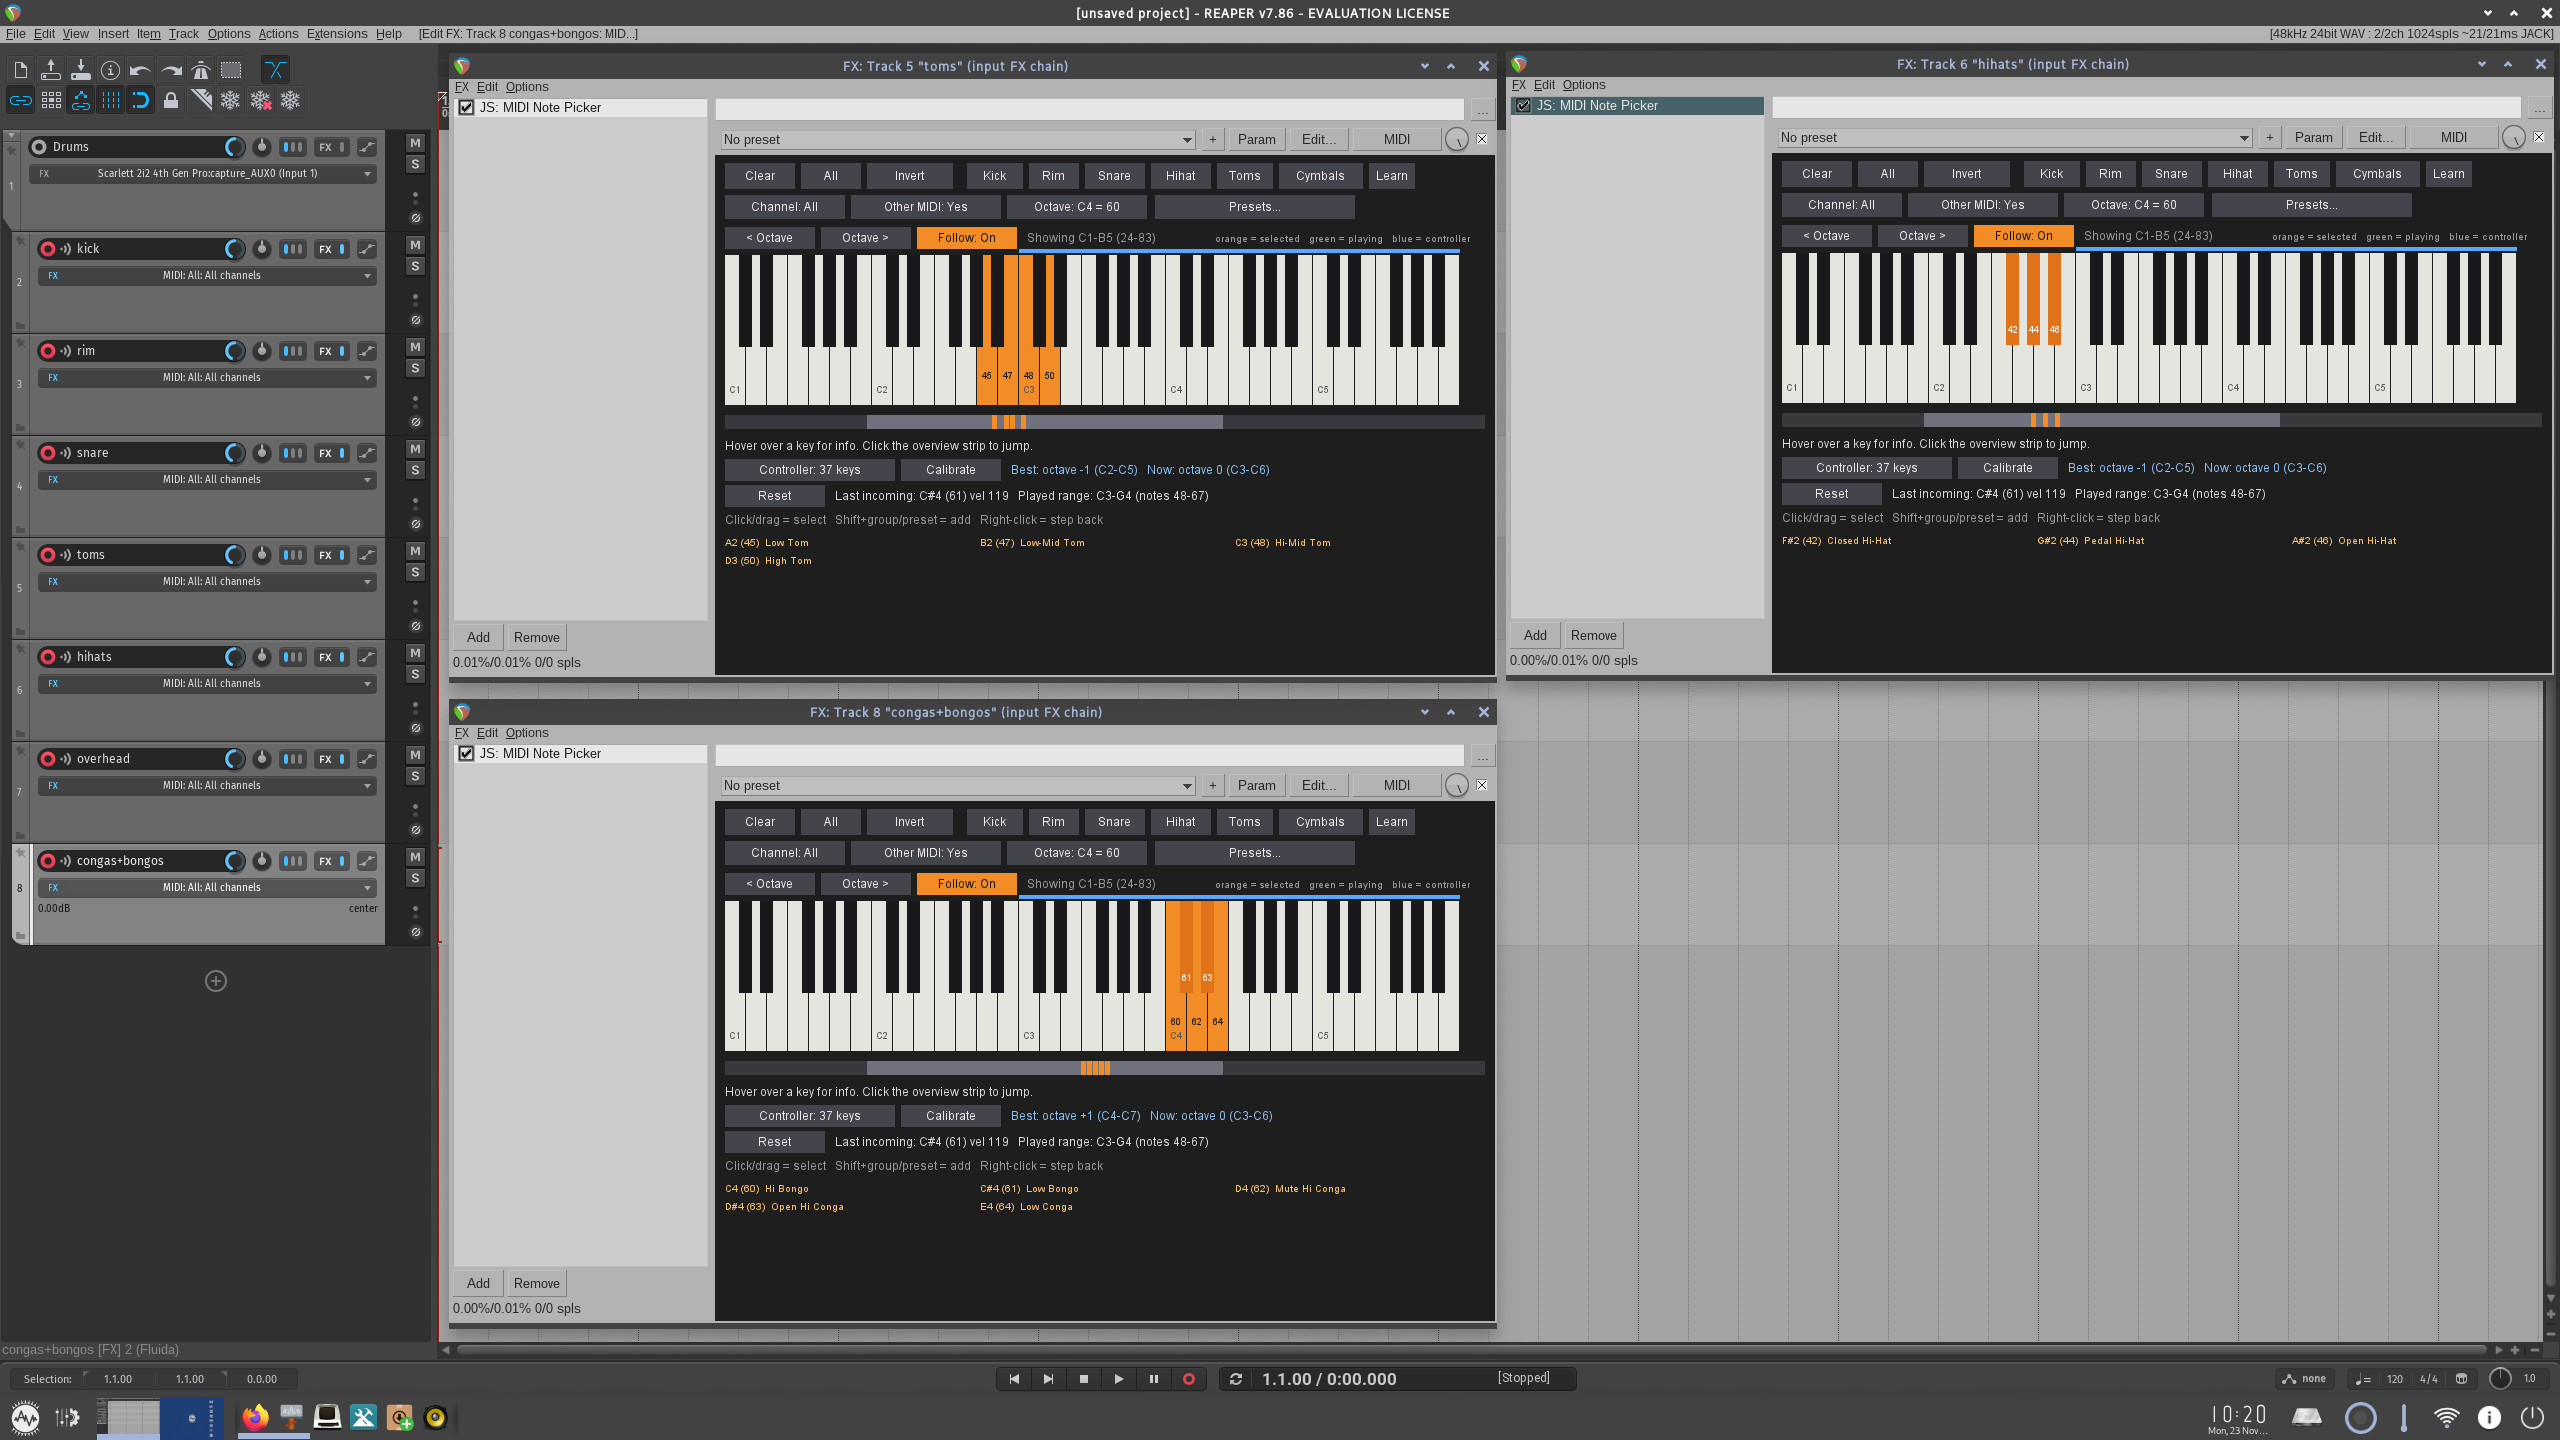 [unsaved project] - REAPER v7.86 - EVALUATION LICENSE
File Edit View Insert Item Track Options Actions Extensions Help [Edit FX: Track 8 congas+bongos: MID...]
[48kHz 24bit WAV : 2/2ch 1024spls ~21/21ms JACK]
1
Drums
FX
M
S
FX Scarlett 2i2 4th Gen Pro:capture_AUX0 (Input 1)
2
kick
FX
M
S
FX MIDI: All: All channels
3
rim
FX
M
S
FX MIDI: All: All channels
4
snare
FX
M
S
FX MIDI: All: All channels
5
toms
FX
M
S
FX MIDI: All: All channels
6
hihats
FX
M
S
FX MIDI: All: All channels
7
overhead
FX
M
S
FX MIDI: All: All channels
8
congas+bongos
FX
M
S
FX MIDI: All: All channels
0.00dB center
congas+bongos [FX] 2 (Fluida)
FX: Track 5 "toms" (input FX chain)
FX Edit Options
JS: MIDI Note Picker
...
No preset + Param Edit... MIDI
Clear All Invert Kick Rim Snare Hihat Toms Cymbals Learn
Channel: All Other MIDI: Yes Octave: C4 = 60 Presets...
< Octave Octave > Follow: On Showing C1-B5 (24-83) orange = selected green = playing blue = controller
45 47 48 50
C1 C2 C3 C4 C5
Hover over a key for info. Click the overview strip to jump.
Controller: 37 keys Calibrate Best: octave -1 (C2-C5) Now: octave 0 (C3-C6)
Reset Last incoming: C#4 (61) vel 119 Played range: C3-G4 (notes 48-67)
Click/drag = select Shift+group/preset = add Right-click = step back
A2 (45) Low Tom B2 (47) Low-Mid Tom C3 (48) Hi-Mid Tom
D3 (50) High Tom
Add Remove
0.01%/0.01% 0/0 spls
FX: Track 6 "hihats" (input FX chain)
FX Edit Options
JS: MIDI Note Picker
...
No preset + Param Edit... MIDI
Clear All Invert Kick Rim Snare Hihat Toms Cymbals Learn
Channel: All Other MIDI: Yes Octave: C4 = 60 Presets...
< Octave Octave > Follow: On Showing C1-B5 (24-83) orange = selected green = playing blue = controller
42 44 46
C1 C2 C3 C4 C5
Hover over a key for info. Click the overview strip to jump.
Controller: 37 keys Calibrate Best: octave -1 (C2-C5) Now: octave 0 (C3-C6)
Reset Last incoming: C#4 (61) vel 119 Played range: C3-G4 (notes 48-67)
Click/drag = select Shift+group/preset = add Right-click = step back
F#2 (42) Closed Hi-Hat G#2 (44) Pedal Hi-Hat A#2 (46) Open Hi-Hat
Add Remove
0.00%/0.01% 0/0 spls
FX: Track 8 "congas+bongos" (input FX chain)
FX Edit Options
JS: MIDI Note Picker
...
No preset + Param Edit... MIDI
Clear All Invert Kick Rim Snare Hihat Toms Cymbals Learn
Channel: All Other MIDI: Yes Octave: C4 = 60 Presets...
< Octave Octave > Follow: On Showing C1-B5 (24-83) orange = selected green = playing blue = controller
61 63
60 62 64
C1 C2 C3 C4 C5
Hover over a key for info. Click the overview strip to jump.
Controller: 37 keys Calibrate Best: octave +1 (C4-C7) Now: octave 0 (C3-C6)
Reset Last incoming: C#4 (61) vel 119 Played range: C3-G4 (notes 48-67)
Click/drag = select Shift+group/preset = add Right-click = step back
C4 (60) Hi Bongo C#4 (61) Low Bongo D4 (62) Mute Hi Conga
D#4 (63) Open Hi Conga E4 (64) Low Conga
Add Remove
0.00%/0.01% 0/0 spls
Selection: 1.1.00 1.1.00 0.0.00
1.1.00 / 0:00.000 [Stopped]
none
120 4/4 1.0
10:20
Mon, 23 Nov...